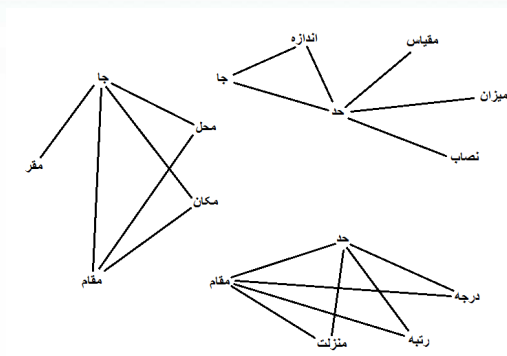 اندازه
مقیاس
جا
جا
میزان
حد
محل
نصاب
مقر
مکان
حد
مقام
مقام
درجه
رتبه
منزلت